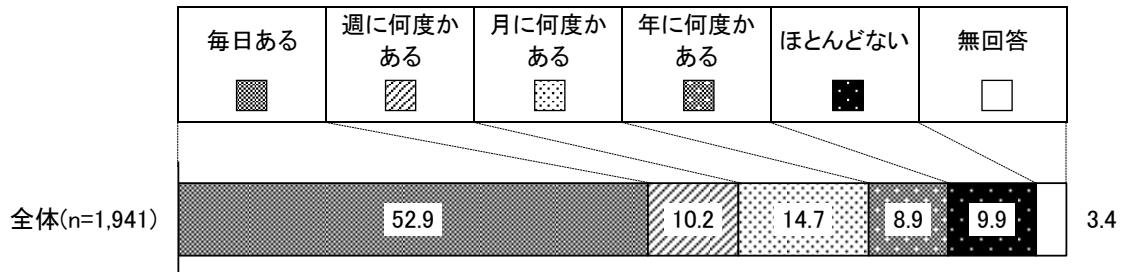 毎日ある
週に何度か
ある
月に何度か
ある
年に何度か
ある
ほとんどない
無回答
全体(n=1,941)
52.9
10.2
14.7
8.9
9.9
3.4